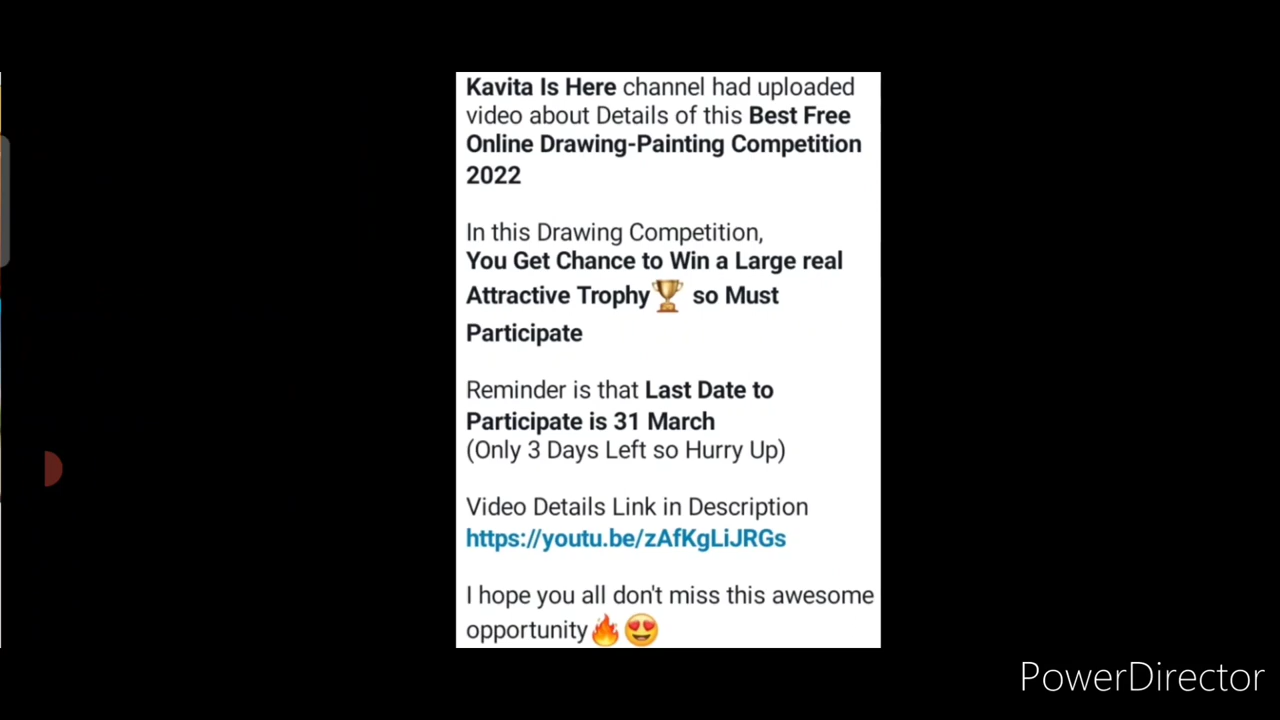 Kavita Is Here channel had uploaded
video about Details of this Best Free
Online Drawing-Painting Competition
2022
In this Drawing Competition,
You Get Chance to Win a Large real
Attractive Trophy🏆 so Must
Participate
Reminder is that Last Date to
Participate is 31 March
(Only 3 Days Left so Hurry Up)
Video Details Link in Description
https://youtu.be/zAfKgLiJRGs
I hope you all don't miss this awesome
opportunity🔥😍
PowerDirector